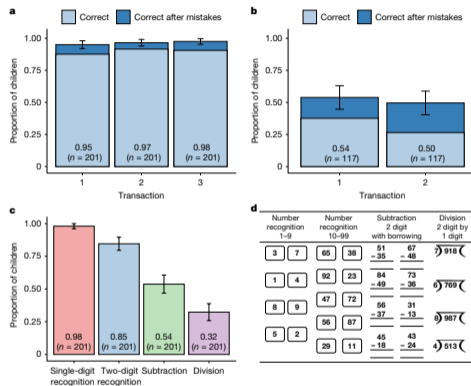 a
Correct Correct after mistakes
Proportion of children
1.00
0.75
0.50
0.25
0
0.95
(n = 201)
0.97
(n = 201)
0.98
(n = 201)
1 2 3
Transaction
b
Correct Correct after mistakes
Proportion of children
1.00
0.75
0.50
0.25
0
0.54
(n = 117)
0.50
(n = 117)
1 2
Transaction
c
Proportion of children
1.00
0.75
0.50
0.25
0
0.98
(n = 201)
0.85
(n = 201)
0.54
(n = 201)
0.32
(n = 201)
Single-digit
recognition
Two-digit
recognition
Subtraction
Division
d
Number
recognition
1–9
Number
recognition
10–99
Subtraction
2 digit
with borrowing
Division
2 digit by
1 digit
3 7
1 4
8 9
5 2
65 38
92 23
47 72
56 87
29 11
51 67
– 35 – 48
84 73
– 49 – 36
56 31
– 37 – 13
45 43
– 18 – 24
7 918
6 769
8 987
4 513